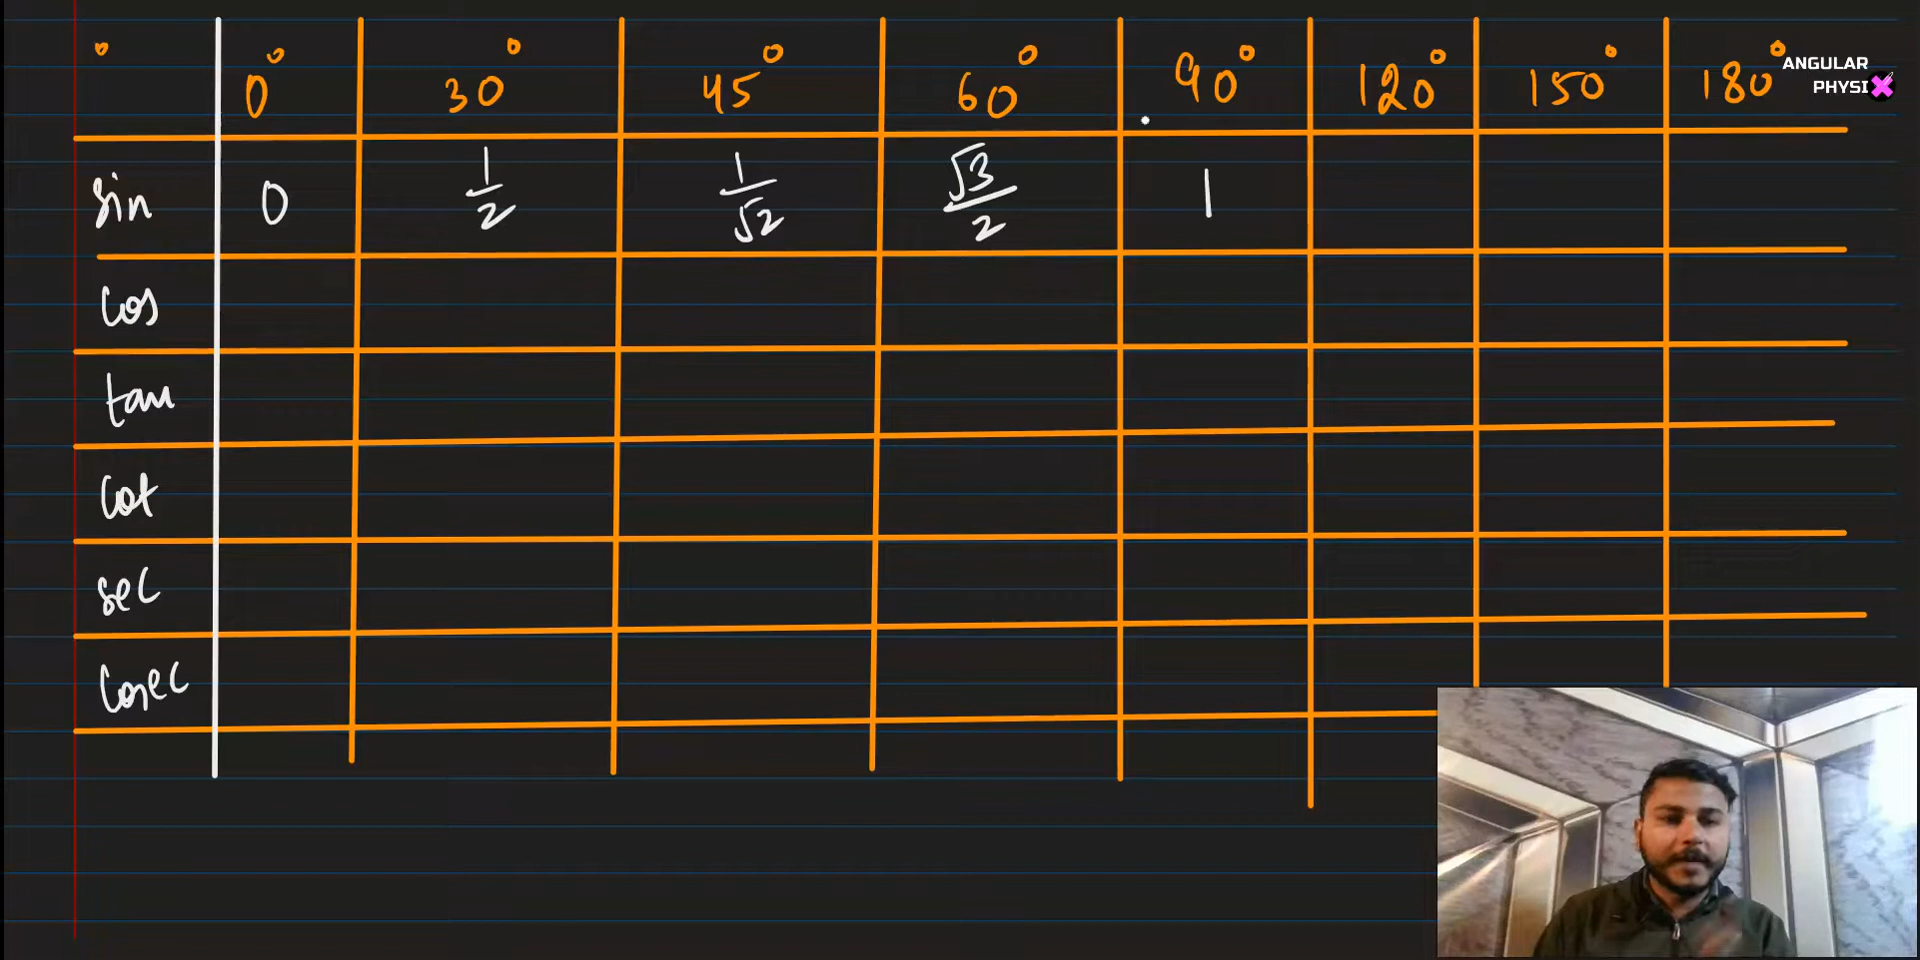 ° 0° 30° 45° 60° 90° 120° 150° 180°
ANGULAR
PHYSIX
sin 0 1/2 1/√2 √3/2 1
cos
tan
cot
sec
cosec